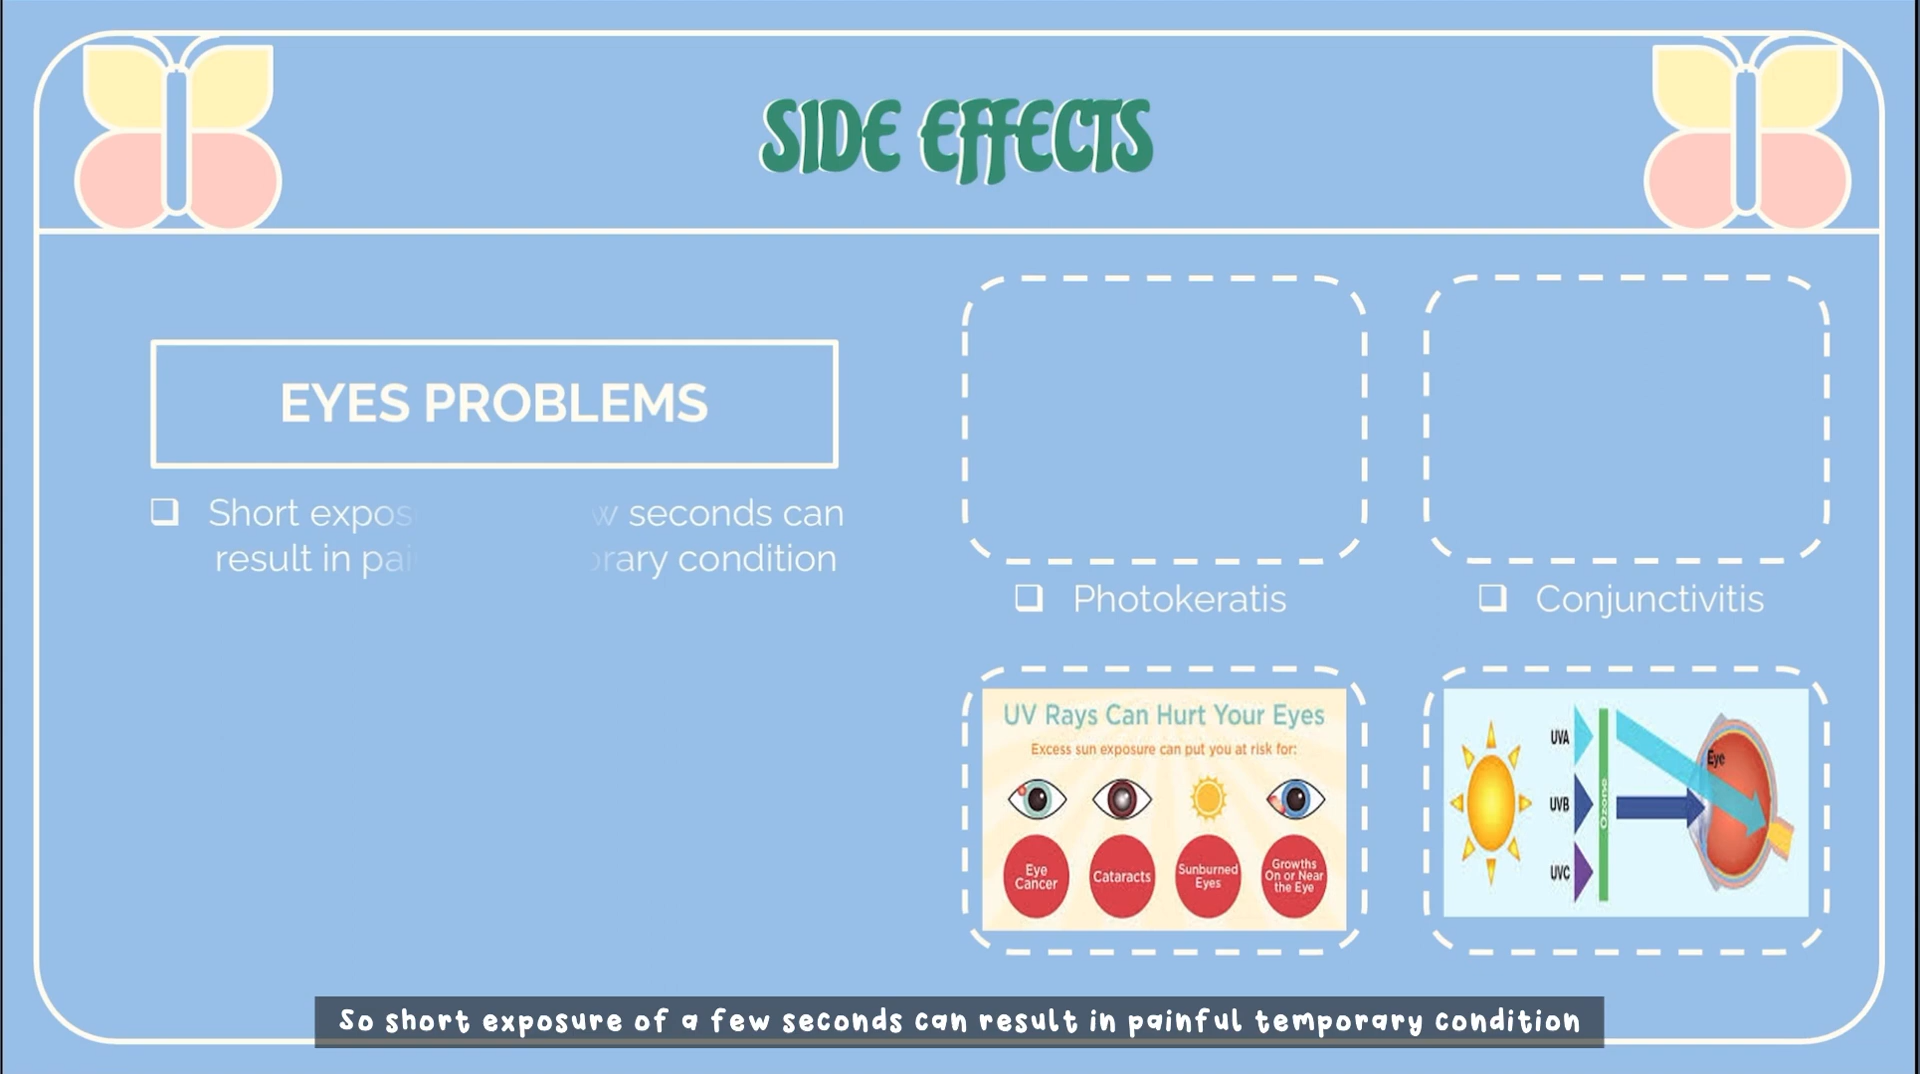 SIDE EFFECTS
EYES PROBLEMS
❑ Short expos w seconds can
result in pai orary condition
❑ Photokeratis
❑ Conjunctivitis
UV Rays Can Hurt Your Eyes
Excess sun exposure can put you at risk for:
Eye
Cancer
Cataracts
Sunburned
Eyes
Growths
On or Near
the Eye
UVA
UVB
UVC
Ozone
Eye
So short exposure of a few seconds can result in painful temporary condition